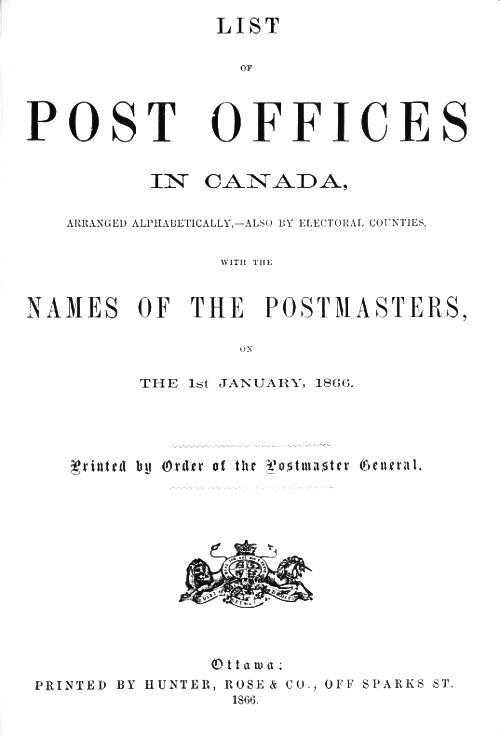 LIST
OF
POST OFFICES
IN CANADA,
ARRANGED ALPHABETICALLY,—ALSO BY ELECTORAL COUNTIES,
WITH THE
NAMES OF THE POSTMASTERS,
ON
THE 1st JANUARY, 1866.
Printed by Order of the Postmaster General.
Ottawa:
PRINTED BY HUNTER, ROSE & CO., OFF SPARKS ST.
1866.